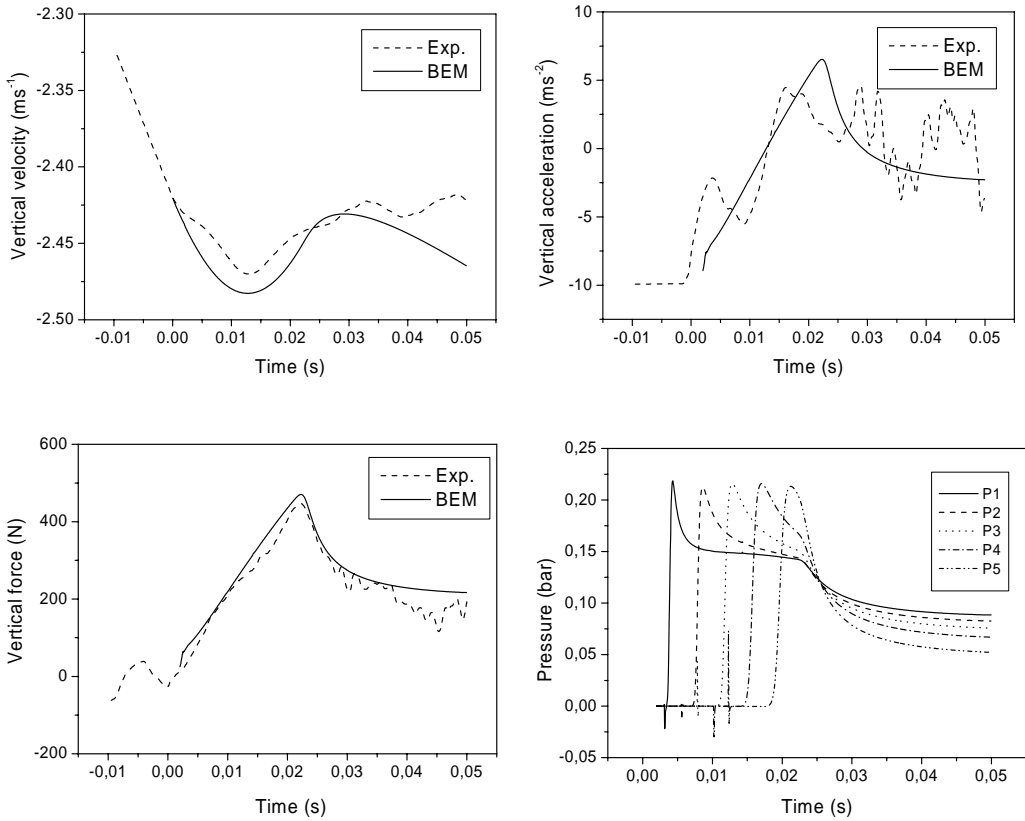 -2.30
-2.35
-2.40
-2.45
-2.50
Vertical velocity (ms-1)
Exp.
BEM
-0.01 0.00 0.01 0.02 0.03 0.04 0.05
Time (s)
10
5
0
-5
-10
Vertical acceleration (ms-2)
Exp.
BEM
-0.01 0.00 0.01 0.02 0.03 0.04 0.05
Time (s)
600
400
200
0
-200
Vertical force (N)
Exp.
BEM
-0,01 0,00 0,01 0,02 0,03 0,04 0,05
Time (s)
0,25
0,20
0,15
0,10
0,05
0,00
-0,05
Pressure (bar)
P1
P2
P3
P4
P5
0,00 0,01 0,02 0,03 0,04 0,05
Time (s)